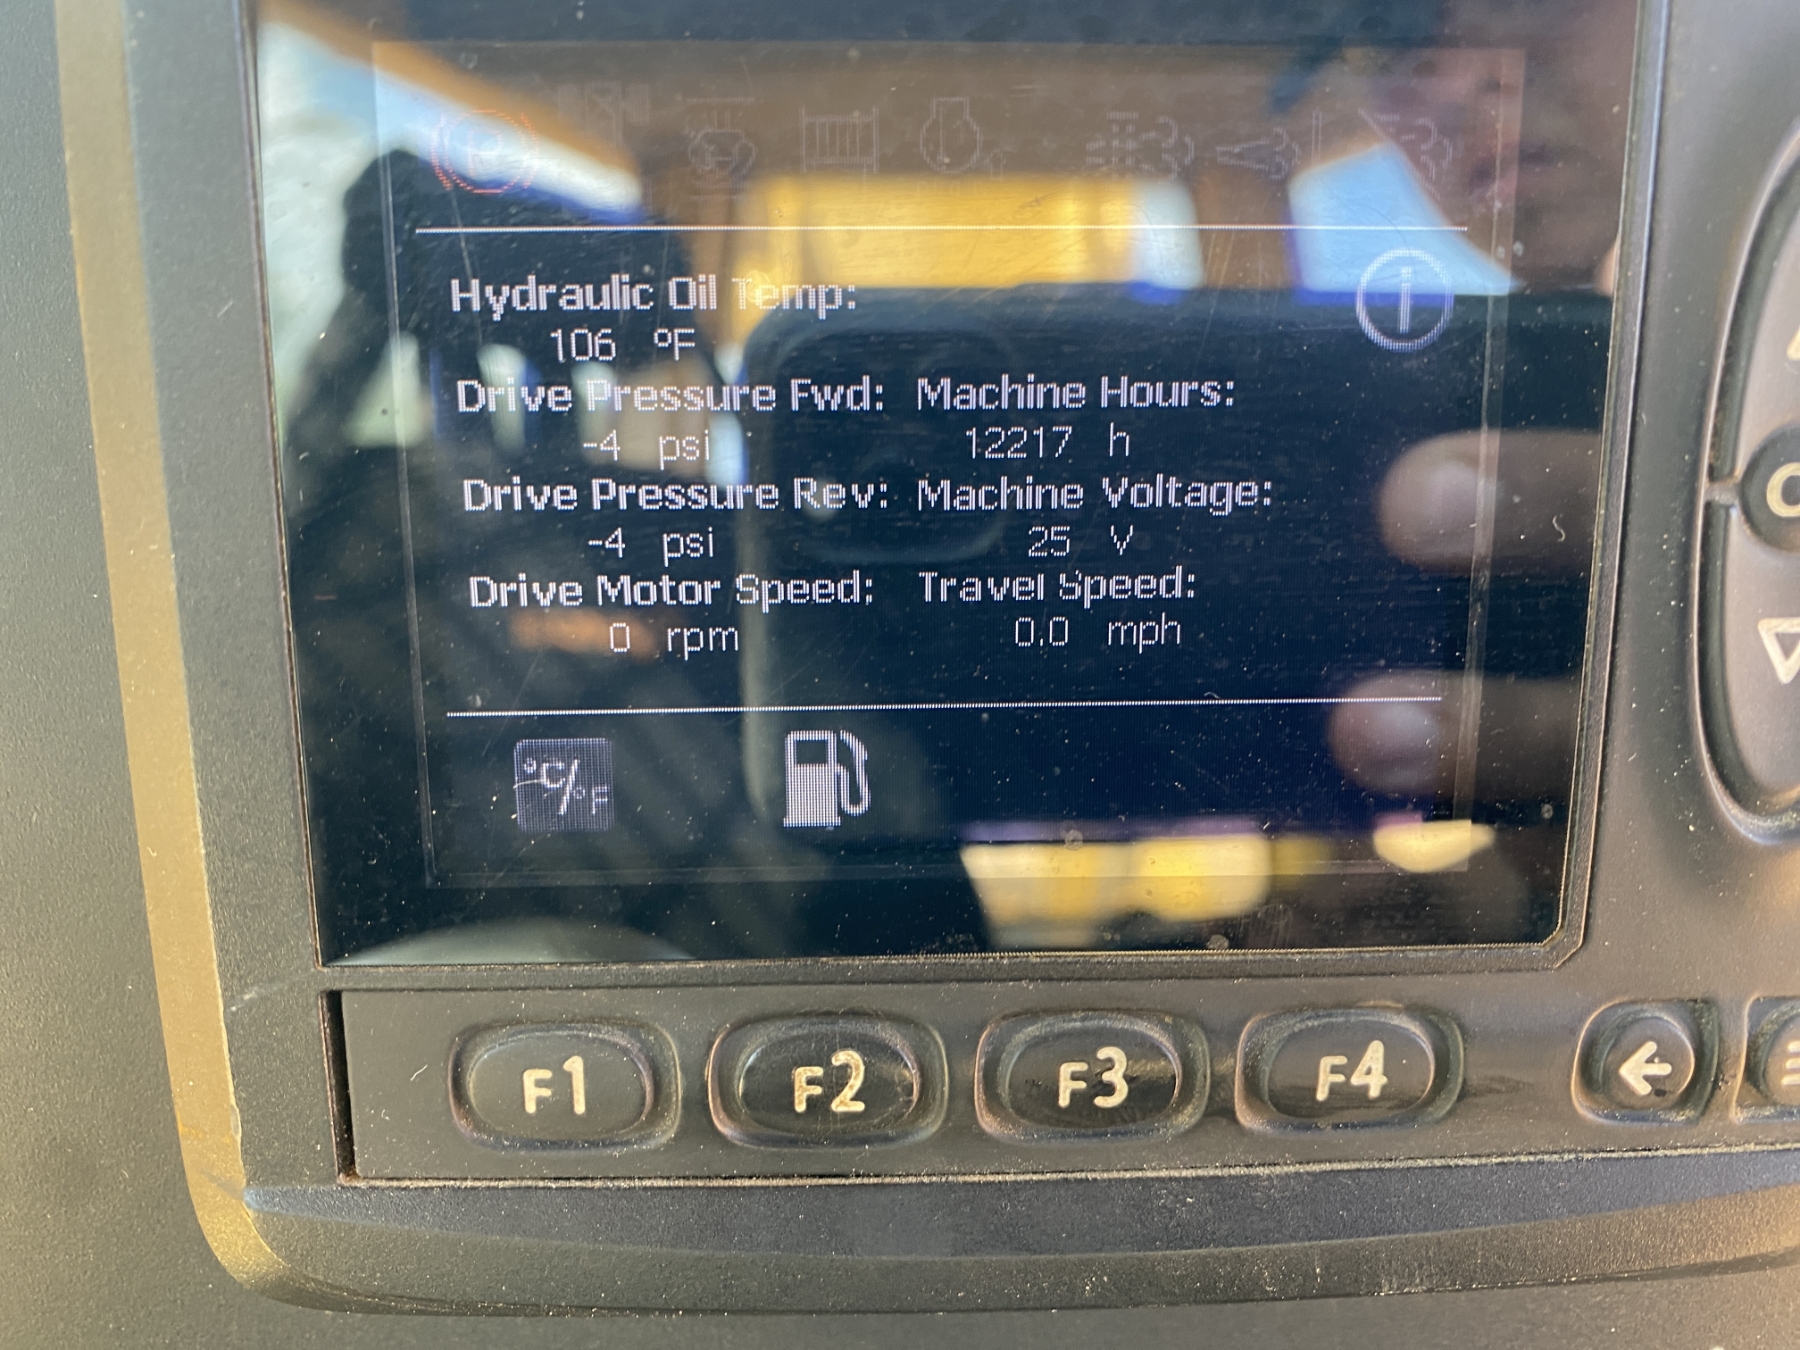 Hydraulic Oil Temp:
106 °F
Drive Pressure Fwd: Machine Hours:
-4 psi 12217 h
Drive Pressure Rev: Machine Voltage:
-4 psi 25 V
Drive Motor Speed: Travel Speed:
0 rpm 0.0 mph
°C/°F
F1 F2 F3 F4